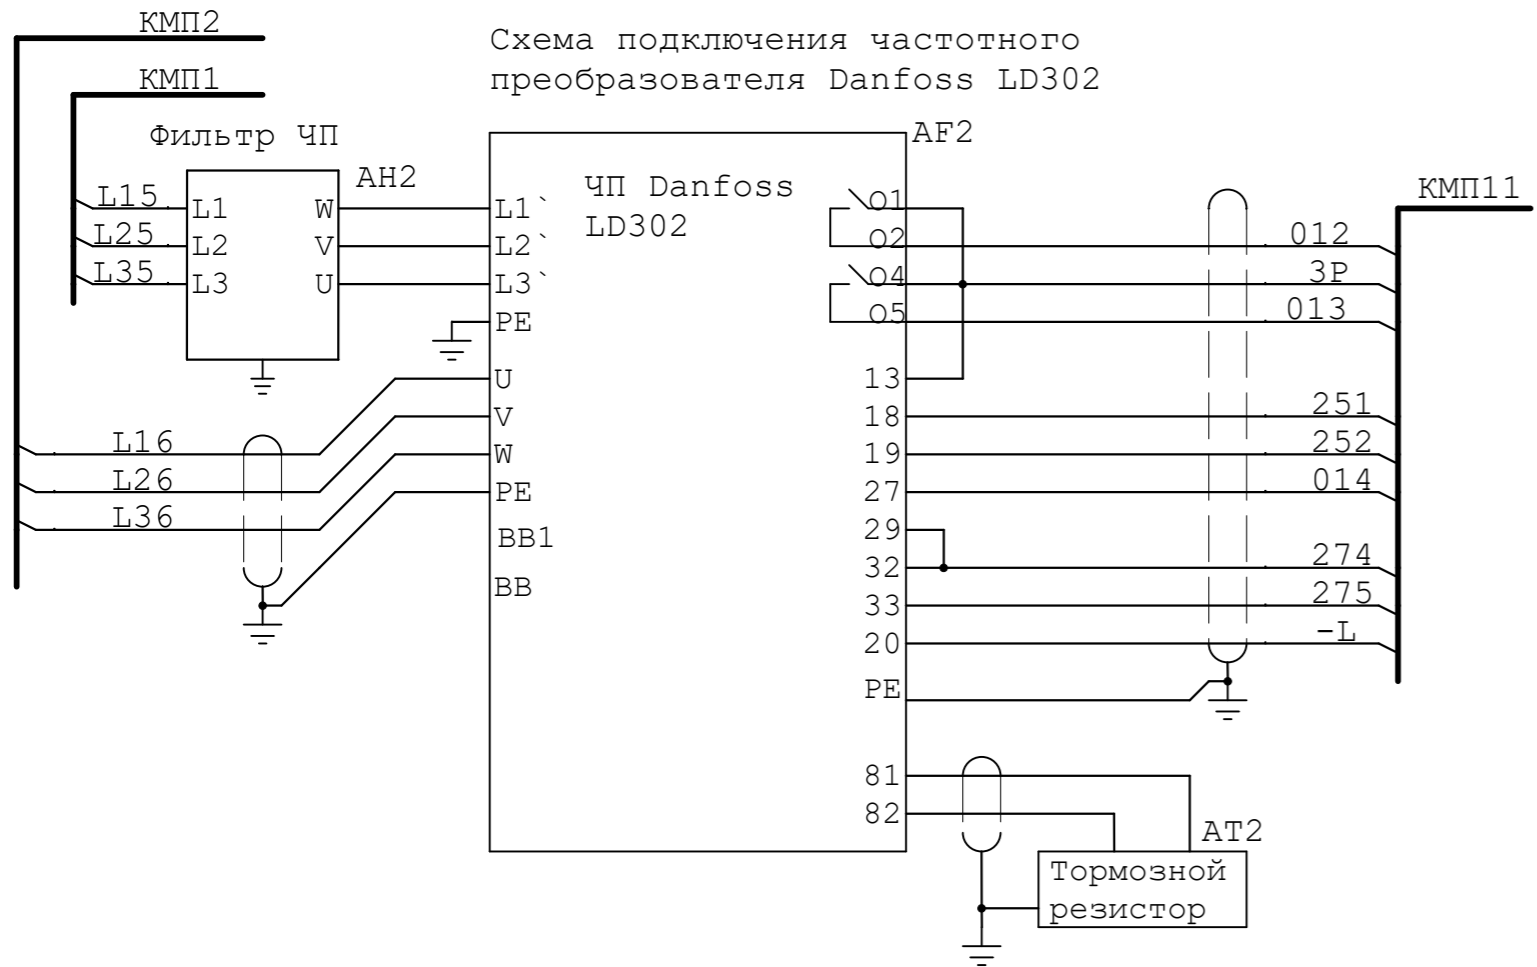 КМП2
Схема подключения частотного
преобразователя Danfoss LD302
КМП1
Фильтр ЧП
AF2
AH2
ЧП Danfoss
LD302
КМП11
L15
L25
L35
L1
L2
L3
W
V
U
L1`
L2`
L3`
PE
U
V
W
PE
BB1
BB
L16
L26
L36
O1
O2
O4
O5
13
18
19
27
29
32
33
20
PE
81
82
012
3P
013
251
252
014
274
275
-L
AT2
Тормозной
резистор